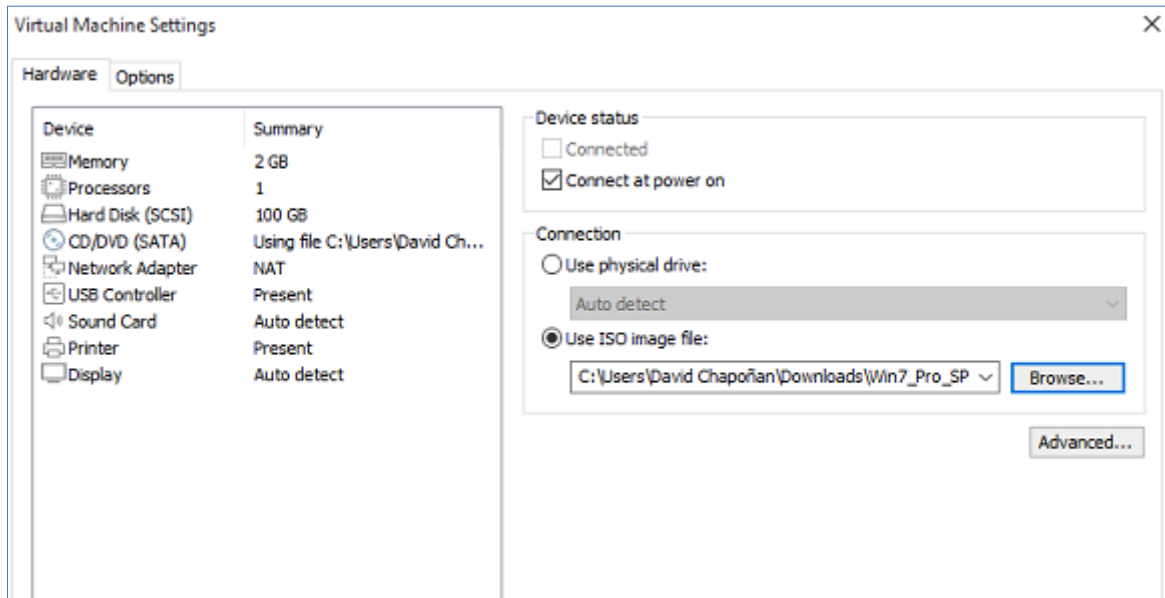 Virtual Machine Settings
Hardware Options
Device Summary
Memory 2 GB
Processors 1
Hard Disk (SCSI) 100 GB
CD/DVD (SATA) Using file C:\Users\David Ch...
Network Adapter NAT
USB Controller Present
Sound Card Auto detect
Printer Present
Display Auto detect
Device status
Connected
Connect at power on
Connection
Use physical drive:
Auto detect
Use ISO image file:
C:\Users\David Chapoñan\Downloads\Win7_Pro_SP Browse...
Advanced...